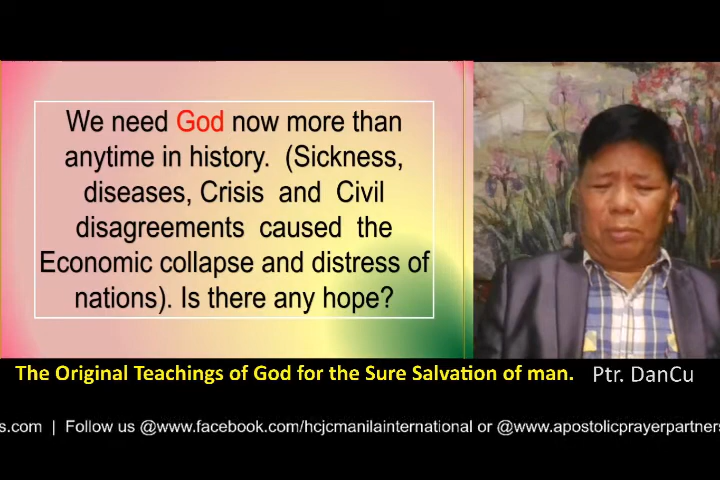 We need God now more than
anytime in history. (Sickness,
diseases, Crisis and Civil
disagreements caused the
Economic collapse and distress of
nations). Is there any hope?
The Original Teachings of God for the Sure Salvation of man. Ptr. DanCu
s.com | Follow us @www.facebook.com/hcjcmanilainternational or @www.apostolicprayerpartners